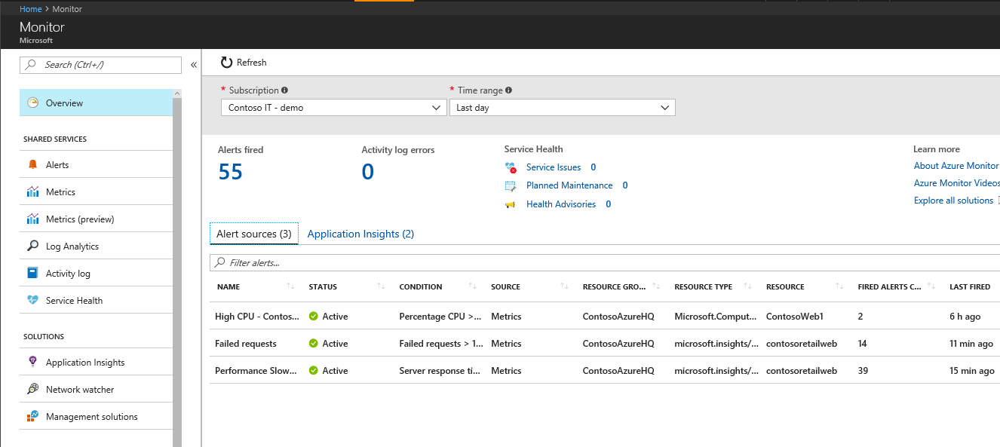 Home > Monitor
Monitor
Microsoft
Search (Ctrl+/)
«
Refresh
* Subscription
* Time range
Contoso IT - demo
Last day
Overview
SHARED SERVICES
Alerts
Metrics
Metrics (preview)
Log Analytics
Activity log
Service Health
SOLUTIONS
Application Insights
Network watcher
Management solutions
Alerts fired
55
Activity log errors
0
Service Health
Service Issues 0
Planned Maintenance 0
Health Advisories 0
Learn more
About Azure Monitor
Azure Monitor Videos
Explore all solutions
Alert sources (3) Application Insights (2)
Filter alerts...
NAME STATUS CONDITION SOURCE RESOURCE GRO... RESOURCE TYPE RESOURCE FIRED ALERTS C... LAST FIRED
High CPU - Contos... Active Percentage CPU >... Metrics ContosoAzureHQ Microsoft.Comput... ContosoWeb1 2 6 h ago
Failed requests Active Failed requests > 1... Metrics ContosoAzureHQ microsoft.insights/... contosoretailweb 14 11 min ago
Performance Slow... Active Server response ti... Metrics ContosoAzureHQ microsoft.insights/... contosoretailweb 39 15 min ago